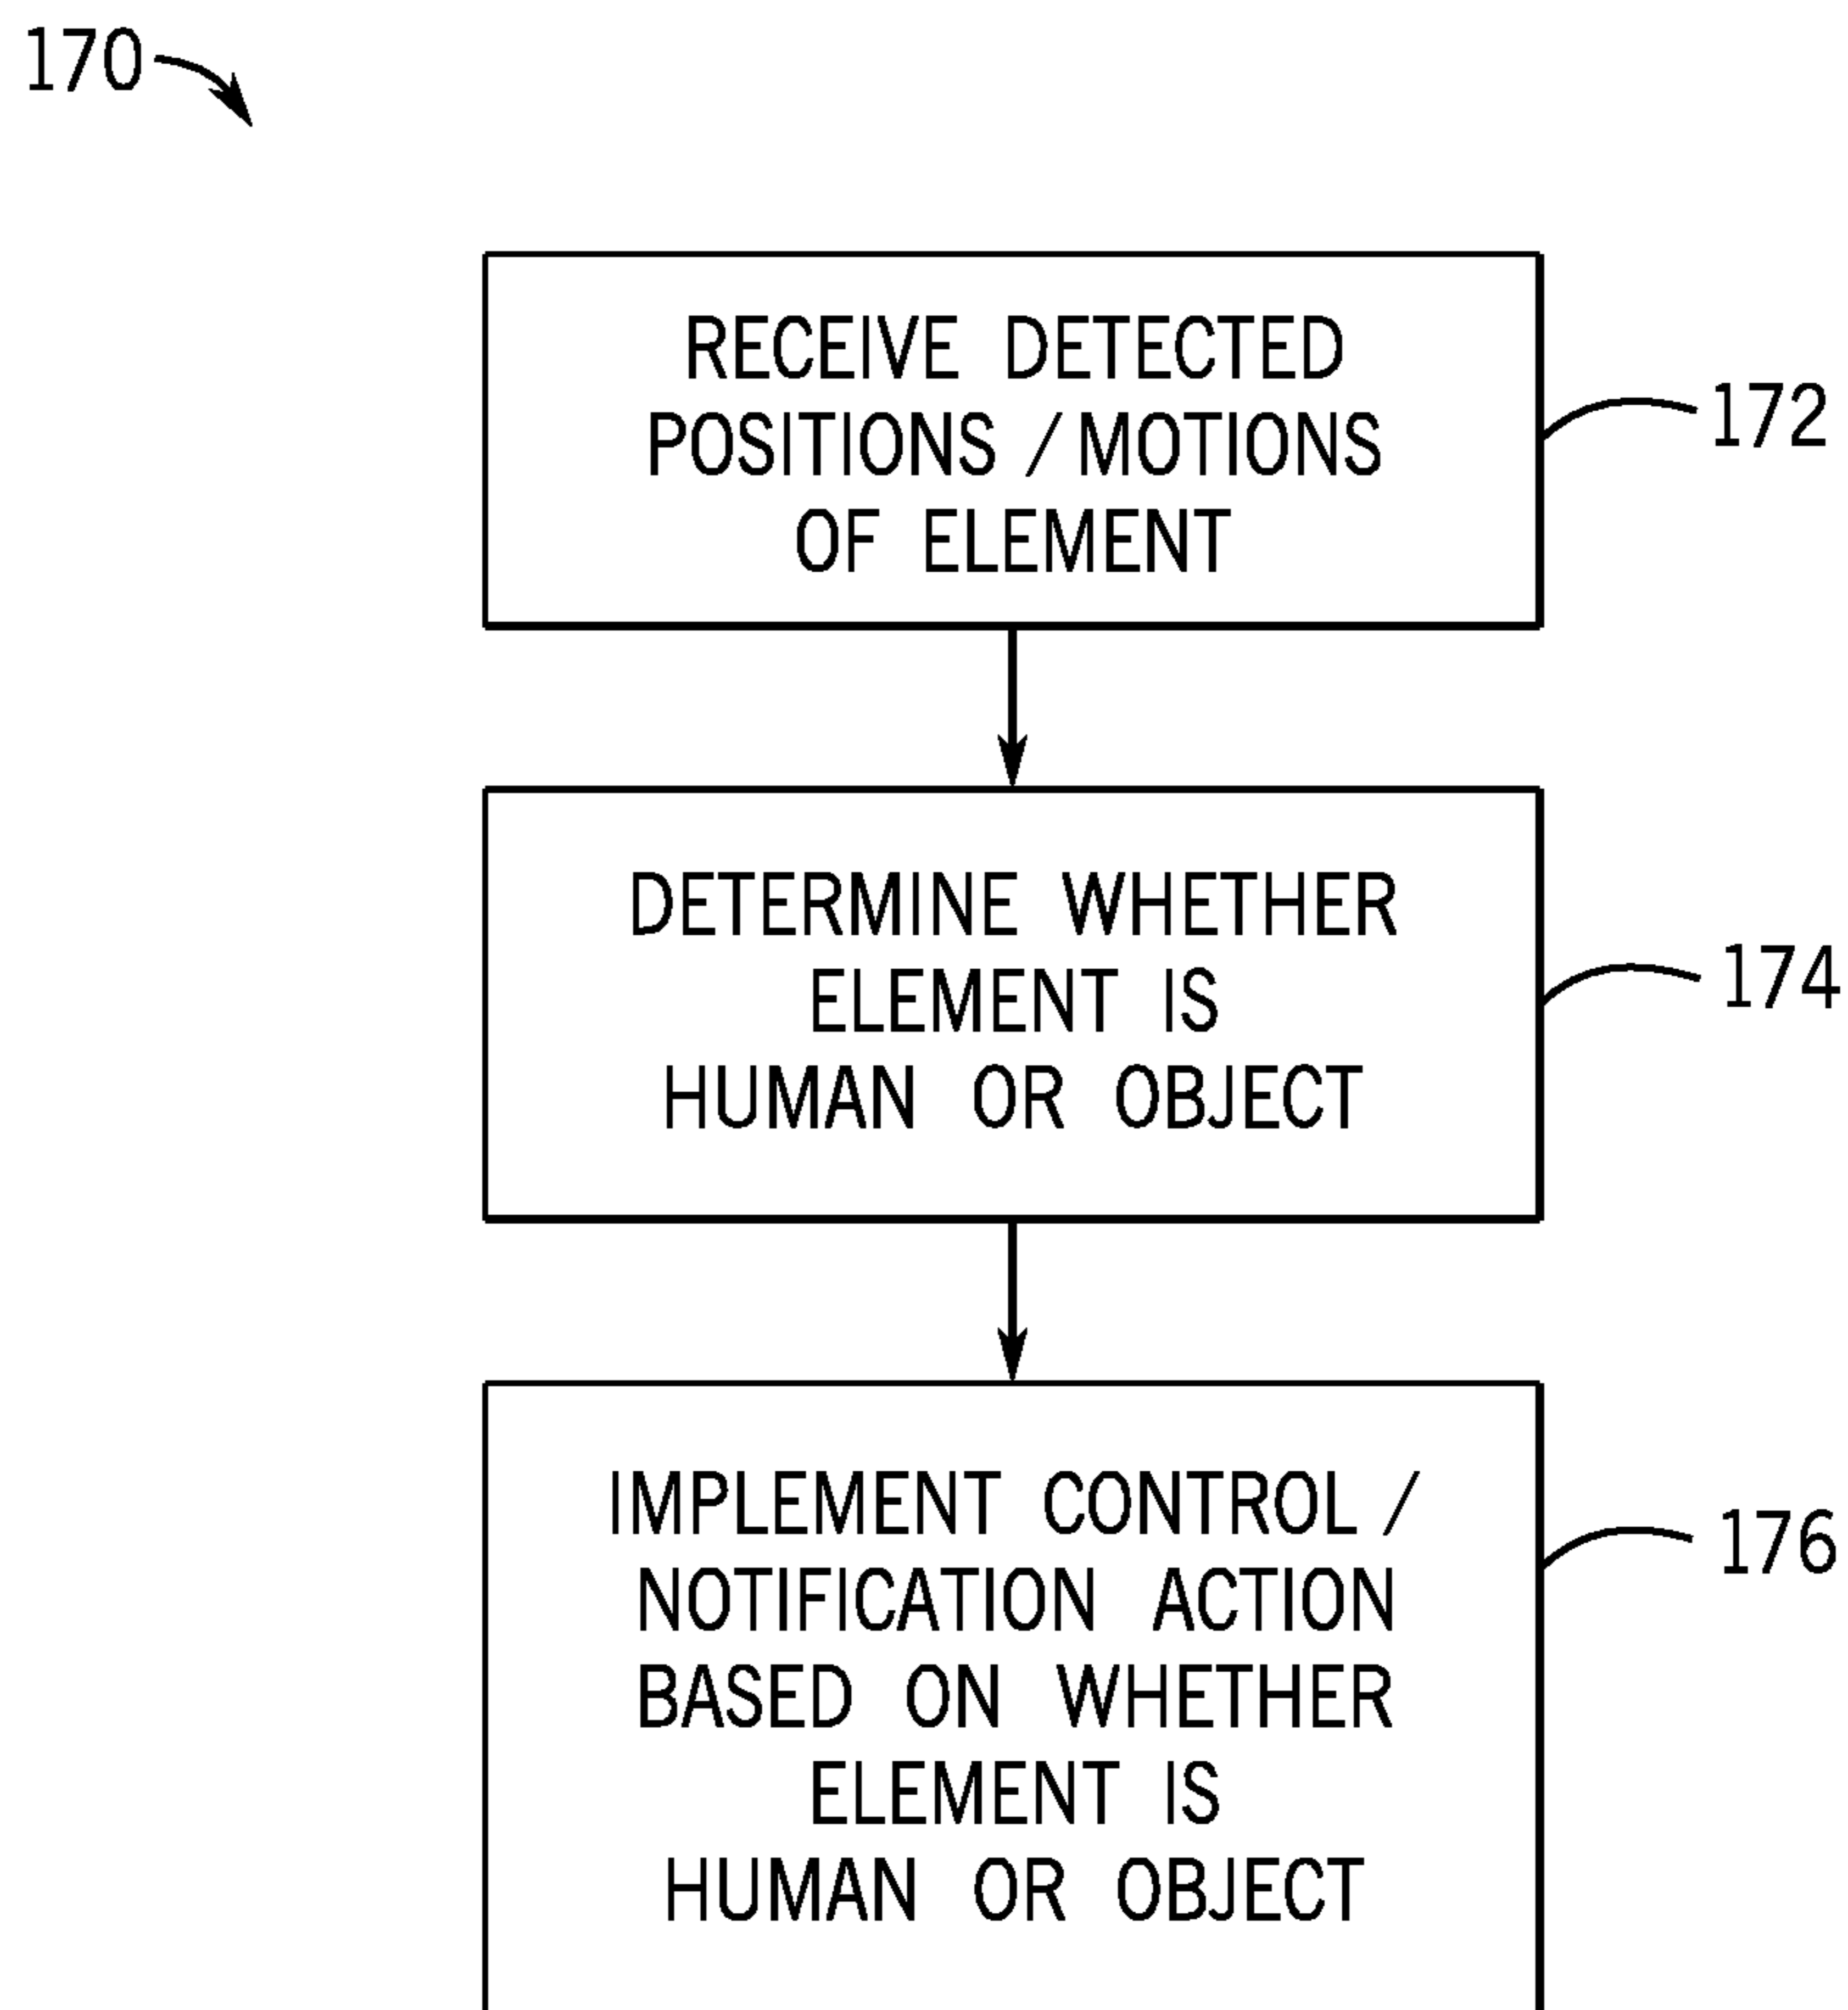 170
RECEIVE DETECTED
POSITIONS/MOTIONS
OF ELEMENT
172
DETERMINE WHETHER
ELEMENT IS
HUMAN OR OBJECT
174
IMPLEMENT CONTROL/
NOTIFICATION ACTION
BASED ON WHETHER
ELEMENT IS
HUMAN OR OBJECT
176